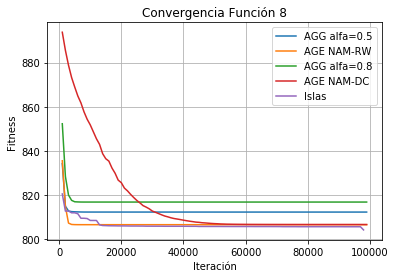 Convergencia Función 8
Fitness
880
860
840
820
800
0
20000
40000
60000
80000
100000
Iteración
AGG alfa=0.5
AGE NAM-RW
AGG alfa=0.8
AGE NAM-DC
Islas